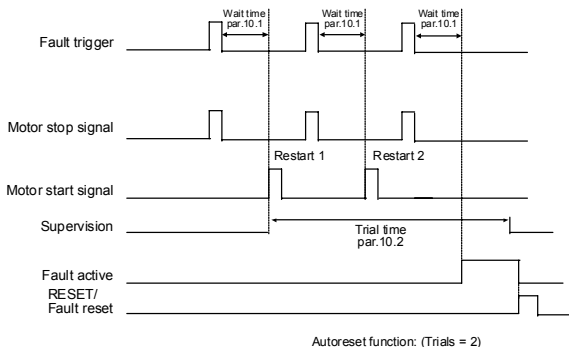 Wait time
par.10.1
Wait time
par.10.1
Wait time
par.10.1
Fault trigger
Motor stop signal
Restart 1
Restart 2
Motor start signal
Supervision
Trial time
par.10.2
Fault active
RESET/
Fault reset
Autoreset function: (Trials = 2)